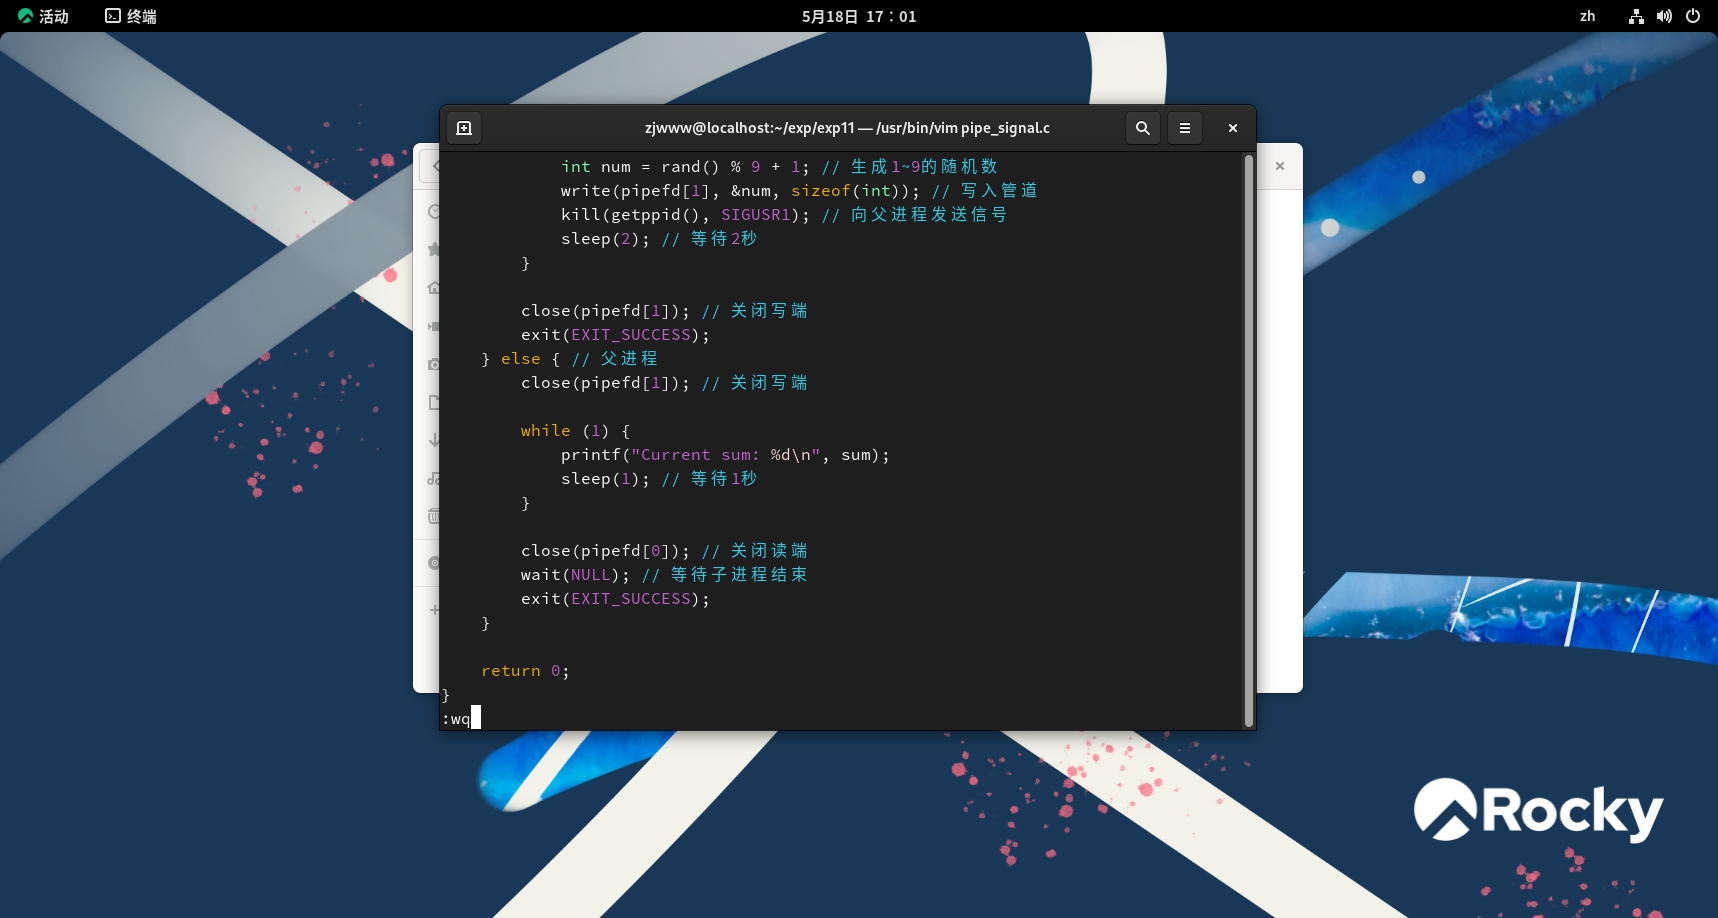 活动 终端 5月18日 17：01 zh
zjwww@localhost:~/exp/exp11 — /usr/bin/vim pipe_signal.c
int num = rand() % 9 + 1; // 生成1~9的随机数
write(pipefd[1], &num, sizeof(int)); // 写入管道
kill(getppid(), SIGUSR1); // 向父进程发送信号
sleep(2); // 等待2秒
}
close(pipefd[1]); // 关闭写端
exit(EXIT_SUCCESS);
} else { // 父进程
close(pipefd[1]); // 关闭写端
while (1) {
printf("Current sum: %d\n", sum);
sleep(1); // 等待1秒
}
close(pipefd[0]); // 关闭读端
wait(NULL); // 等待子进程结束
exit(EXIT_SUCCESS);
}
return 0;
}
:wq
Rocky